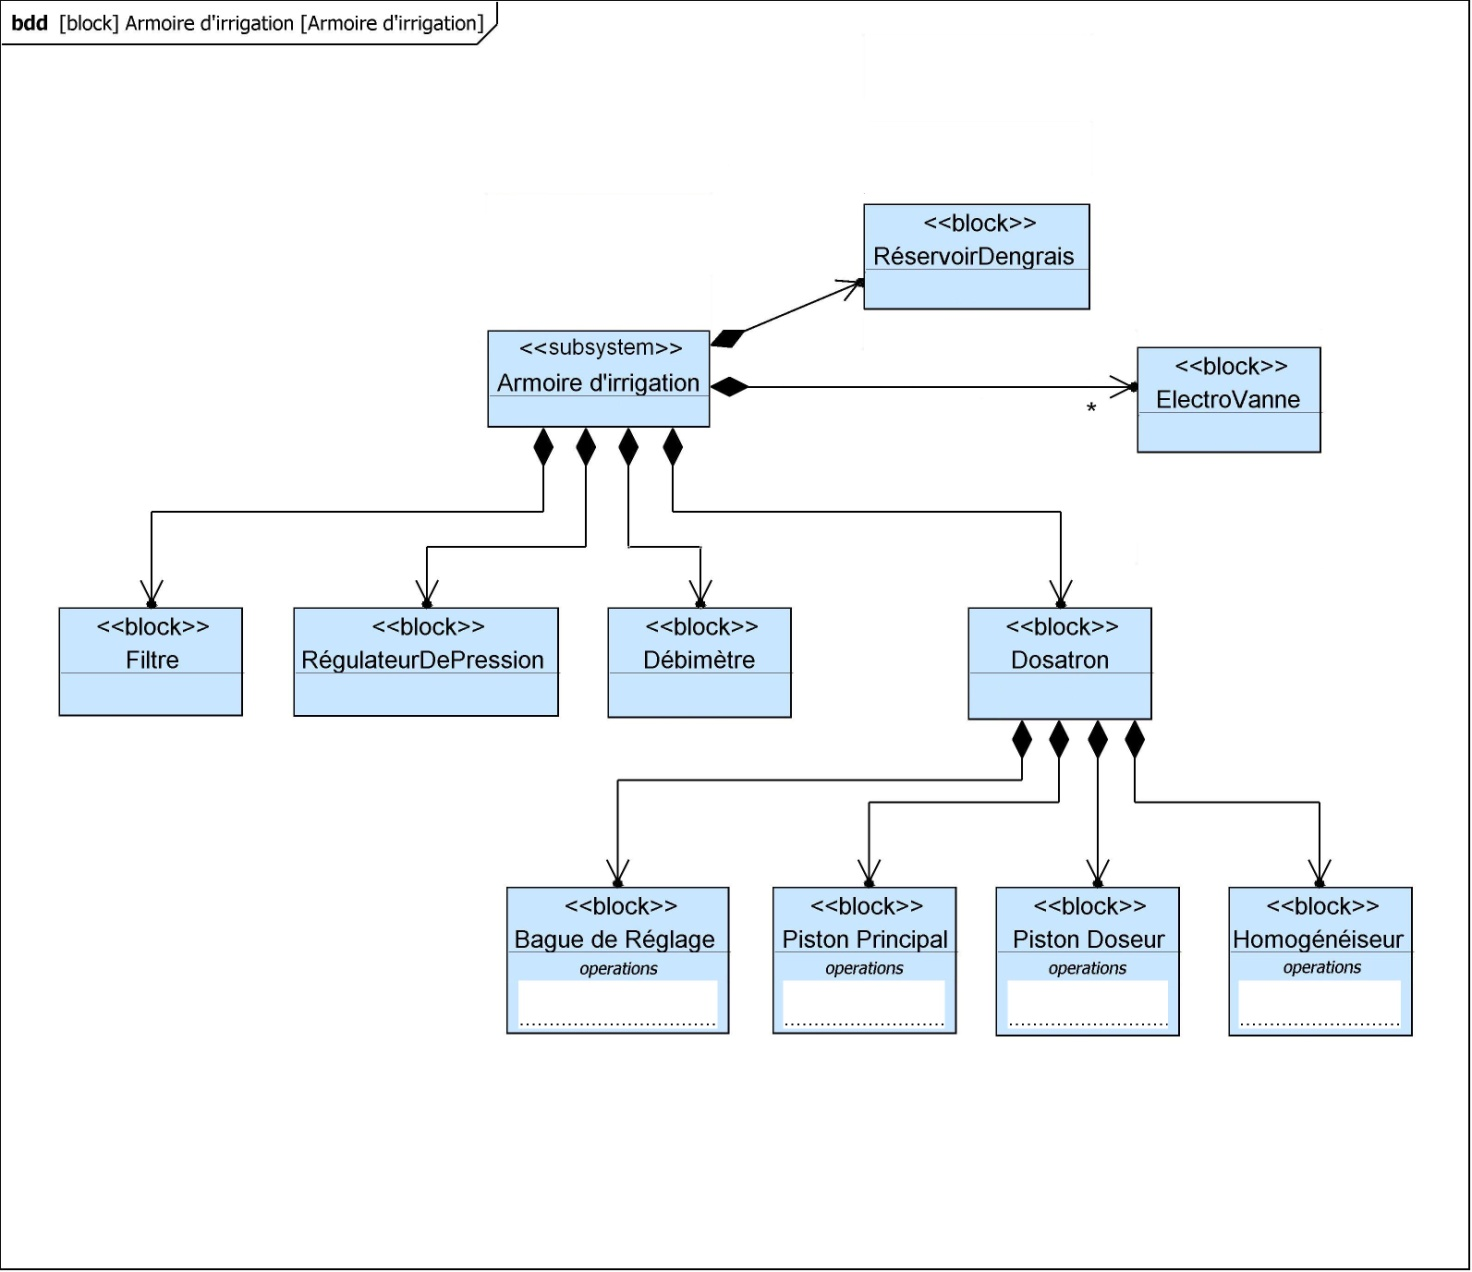 bdd [block] Armoire d'irrigation [Armoire d'irrigation]
<<block>>
RéservoirDengrais
<<subsystem>>
Armoire d'irrigation
<<block>>
ElectroVanne
*
<<block>>
Filtre
<<block>>
RégulateurDePression
<<block>>
Débimètre
<<block>>
Dosatron
<<block>>
Bague de Réglage
operations
<<block>>
Piston Principal
operations
<<block>>
Piston Doseur
operations
<<block>>
Homogénéiseur
operations